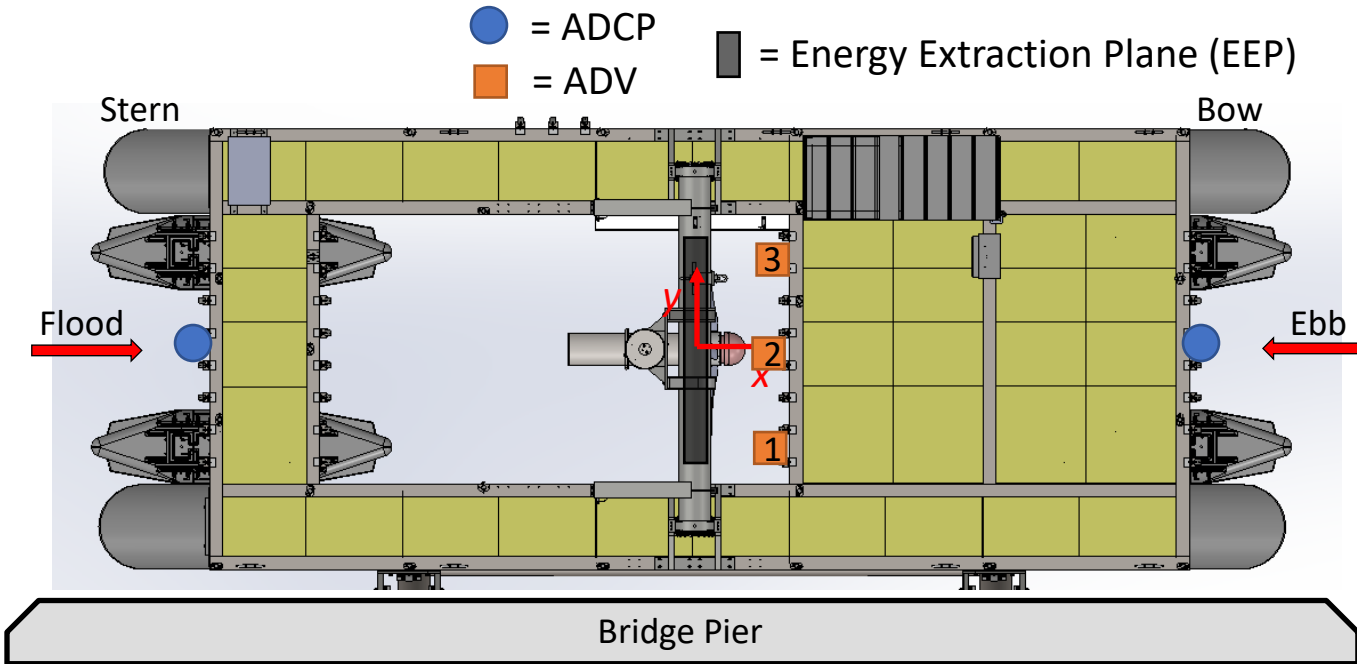 = ADCP
= ADV
= Energy Extraction Plane (EEP)
Stern
Bow
3
y
Flood
Ebb
2
x
1
Bridge Pier